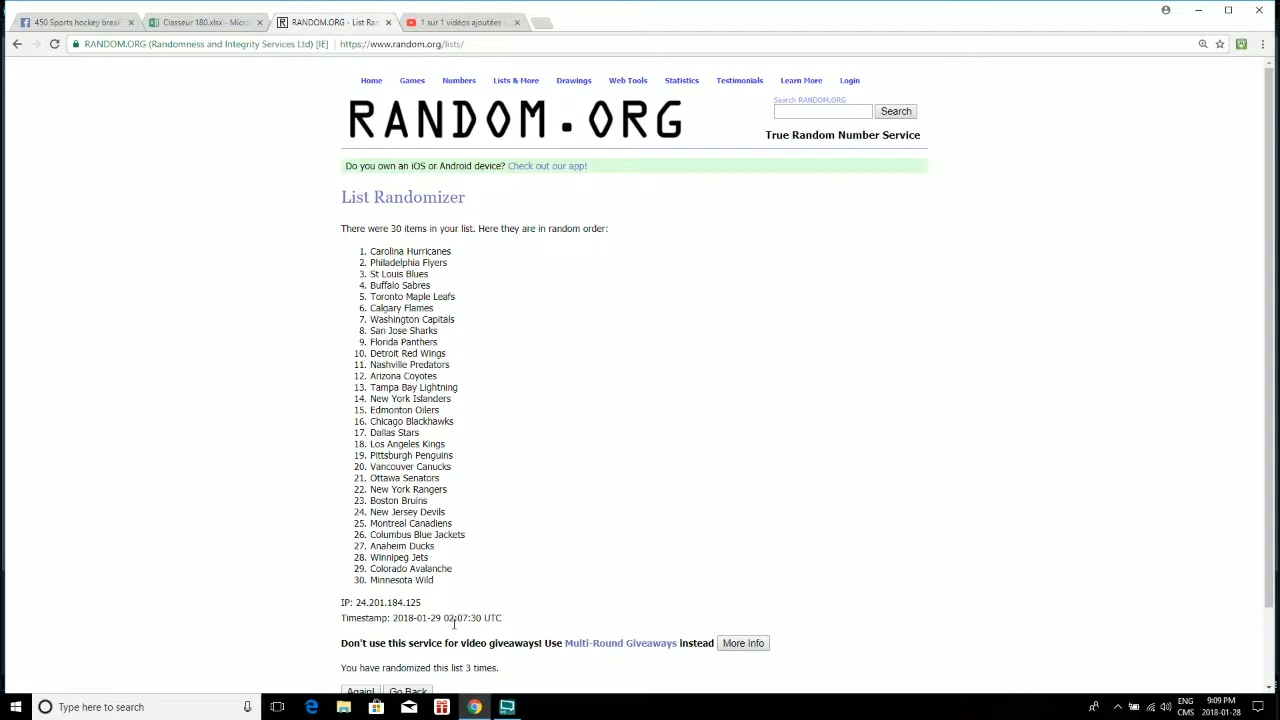 450 Sports hockey break
Classeur 180.xlsx - Micro
RANDOM.ORG - List Ra
1 sur 1 vidéos ajoutées
RANDOM.ORG (Randomness and Integrity Services Ltd) [IE]
https://www.random.org/lists/
Home Games Numbers Lists & More Drawings Web Tools Statistics Testimonials Learn More Login
RANDOM.ORG
Search RANDOM.ORG
Search
True Random Number Service
Do you own an iOS or Android device? Check out our app!
List Randomizer
There were 30 items in your list. Here they are in random order:
1. Carolina Hurricanes
2. Philadelphia Flyers
3. St Louis Blues
4. Buffalo Sabres
5. Toronto Maple Leafs
6. Calgary Flames
7. Washington Capitals
8. San Jose Sharks
9. Florida Panthers
10. Detroit Red Wings
11. Nashville Predators
12. Arizona Coyotes
13. Tampa Bay Lightning
14. New York Islanders
15. Edmonton Oilers
16. Chicago Blackhawks
17. Dallas Stars
18. Los Angeles Kings
19. Pittsburgh Penguins
20. Vancouver Canucks
21. Ottawa Senators
22. New York Rangers
23. Boston Bruins
24. New Jersey Devils
25. Montreal Canadiens
26. Columbus Blue Jackets
27. Anaheim Ducks
28. Winnipeg Jets
29. Colorado Avalanche
30. Minnesota Wild
IP: 24.201.184.125
Timestamp: 2018-01-29 02:07:30 UTC
Don't use this service for video giveaways! Use Multi-Round Giveaways instead
More Info
You have randomized this list 3 times.
Again! Go Back
Type here to search
ENG
CMS
9:09 PM
2018-01-28